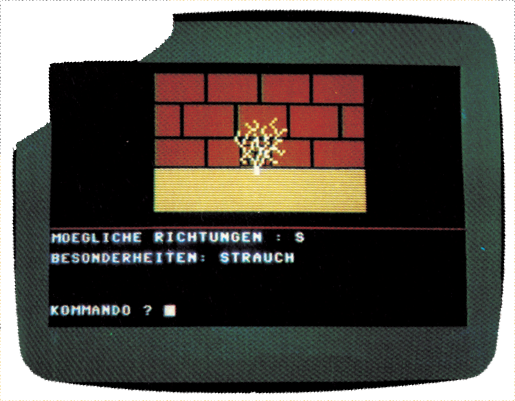 MOEGLICHE RICHTUNGEN : S
BESONDERHEITEN: STRAUCH
KOMMANDO ?